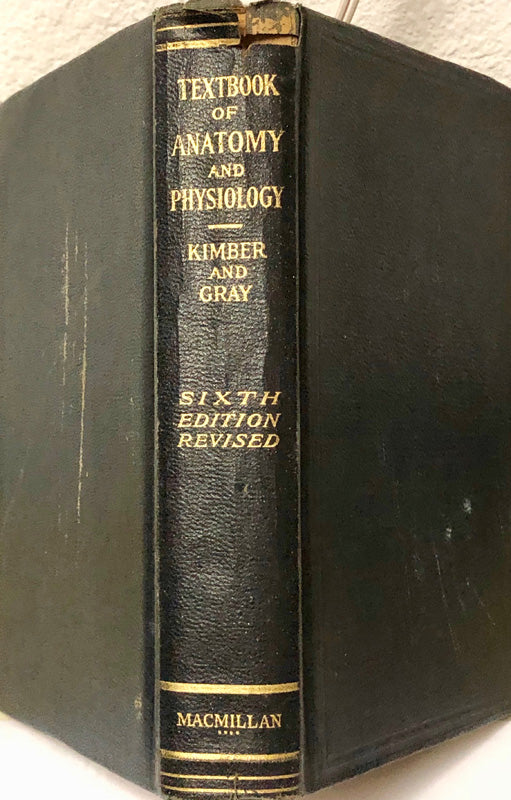 TEXTBOOK
OF
ANATOMY
AND
PHYSIOLOGY
KIMBER
AND
GRAY
SIXTH
EDITION
REVISED
MACMILLAN